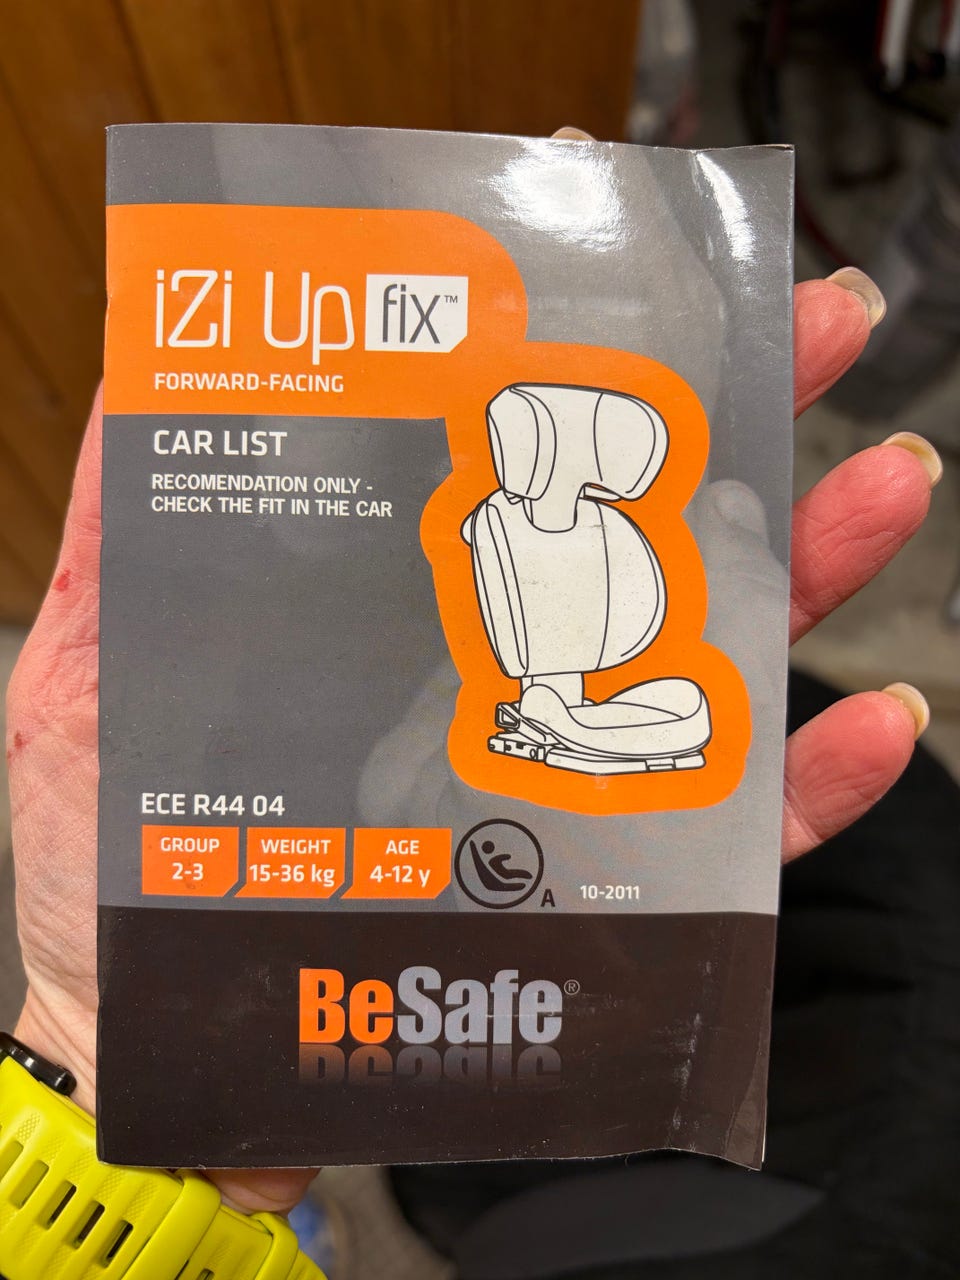 iZi Up fix™
FORWARD-FACING
CAR LIST
RECOMENDATION ONLY -
CHECK THE FIT IN THE CAR
ECE R44 04
GROUP
2-3
WEIGHT
15-36 kg
AGE
4-12 y
A
10-2011
BeSafe®